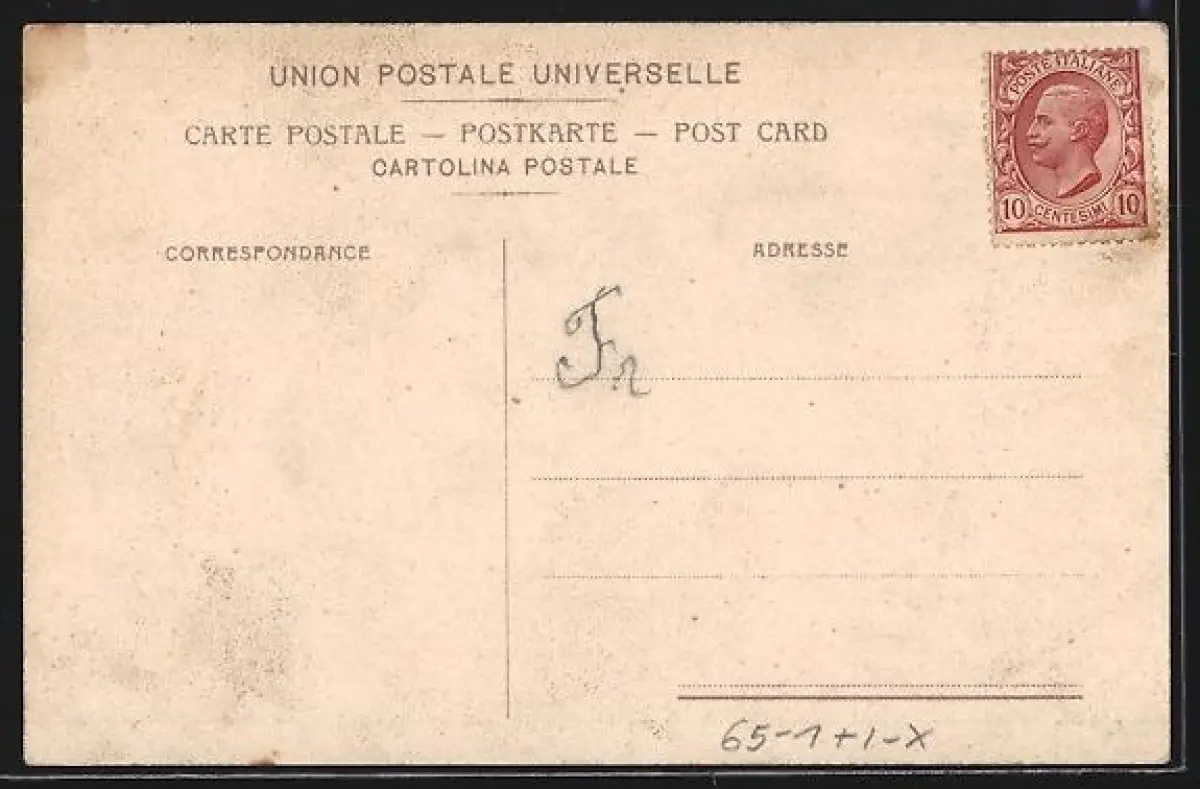 UNION POSTALE UNIVERSELLE
CARTE POSTALE — POSTKARTE — POST CARD
CARTOLINA POSTALE
POSTE ITALIANE
10 CENTESIMI 10
CORRESPONDANCE
ADRESSE
65-1+1-X